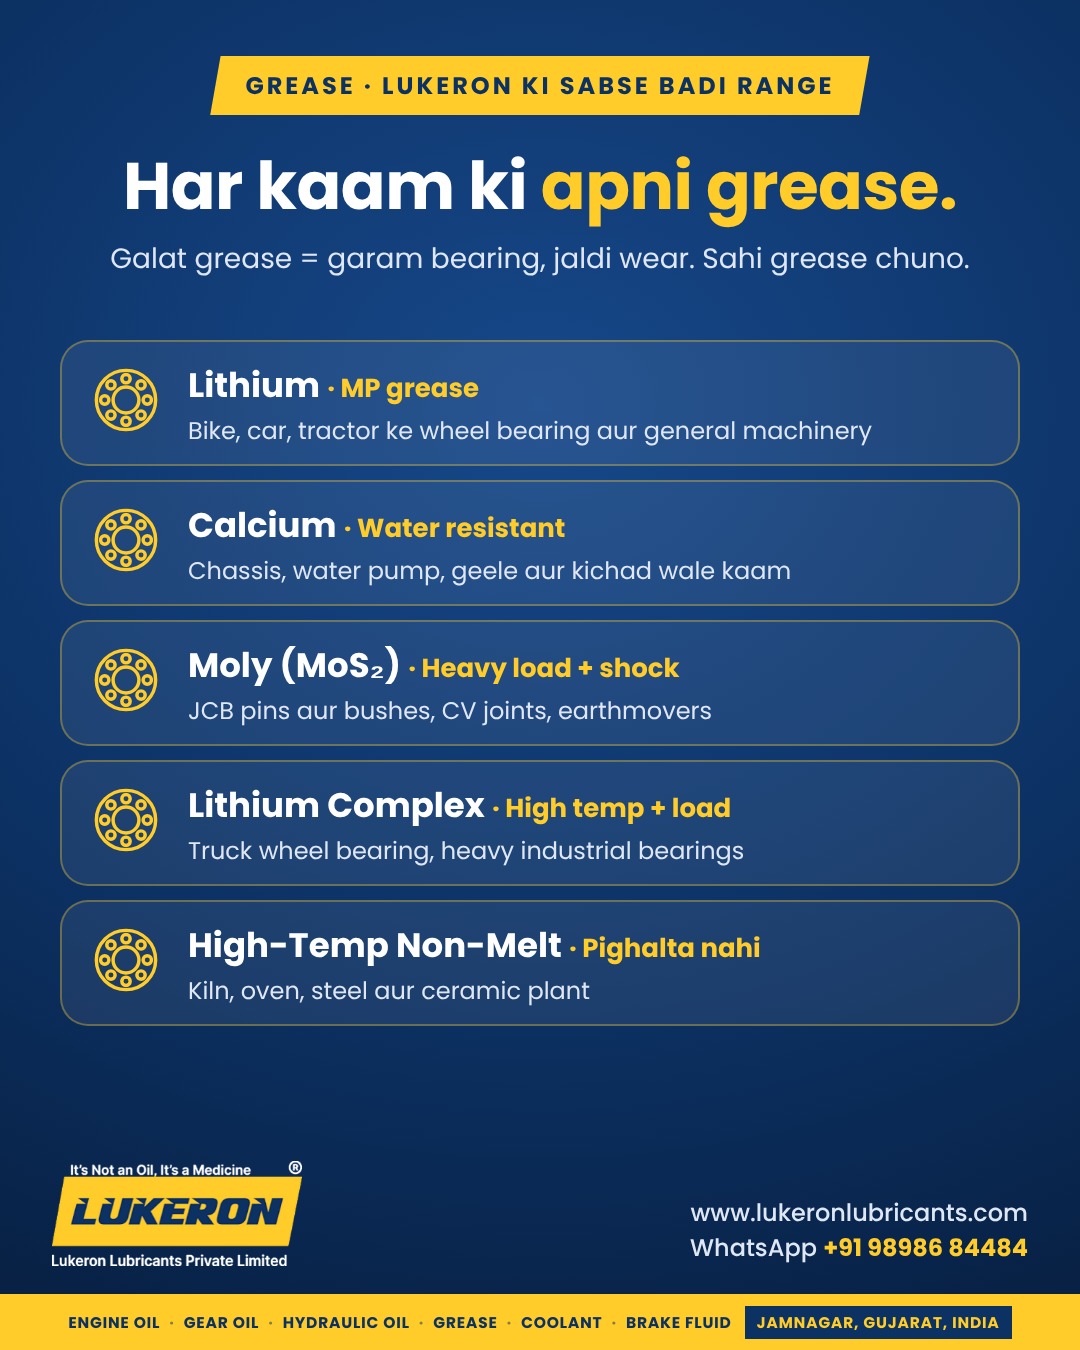 GREASE · LUKERON KI SABSE BADI RANGE
Har kaam ki apni grease.
Galat grease = garam bearing, jaldi wear. Sahi grease chuno.
Lithium · MP grease
Bike, car, tractor ke wheel bearing aur general machinery
Calcium · Water resistant
Chassis, water pump, geele aur kichad wale kaam
Moly (MoS₂) · Heavy load + shock
JCB pins aur bushes, CV joints, earthmovers
Lithium Complex · High temp + load
Truck wheel bearing, heavy industrial bearings
High-Temp Non-Melt · Pighalta nahi
Kiln, oven, steel aur ceramic plant
It's Not an Oil, It's a Medicine ®
LUKERON
Lukeron Lubricants Private Limited
www.lukeronlubricants.com
WhatsApp +91 98986 84484
ENGINE OIL · GEAR OIL · HYDRAULIC OIL · GREASE · COOLANT · BRAKE FLUID JAMNAGAR, GUJARAT, INDIA